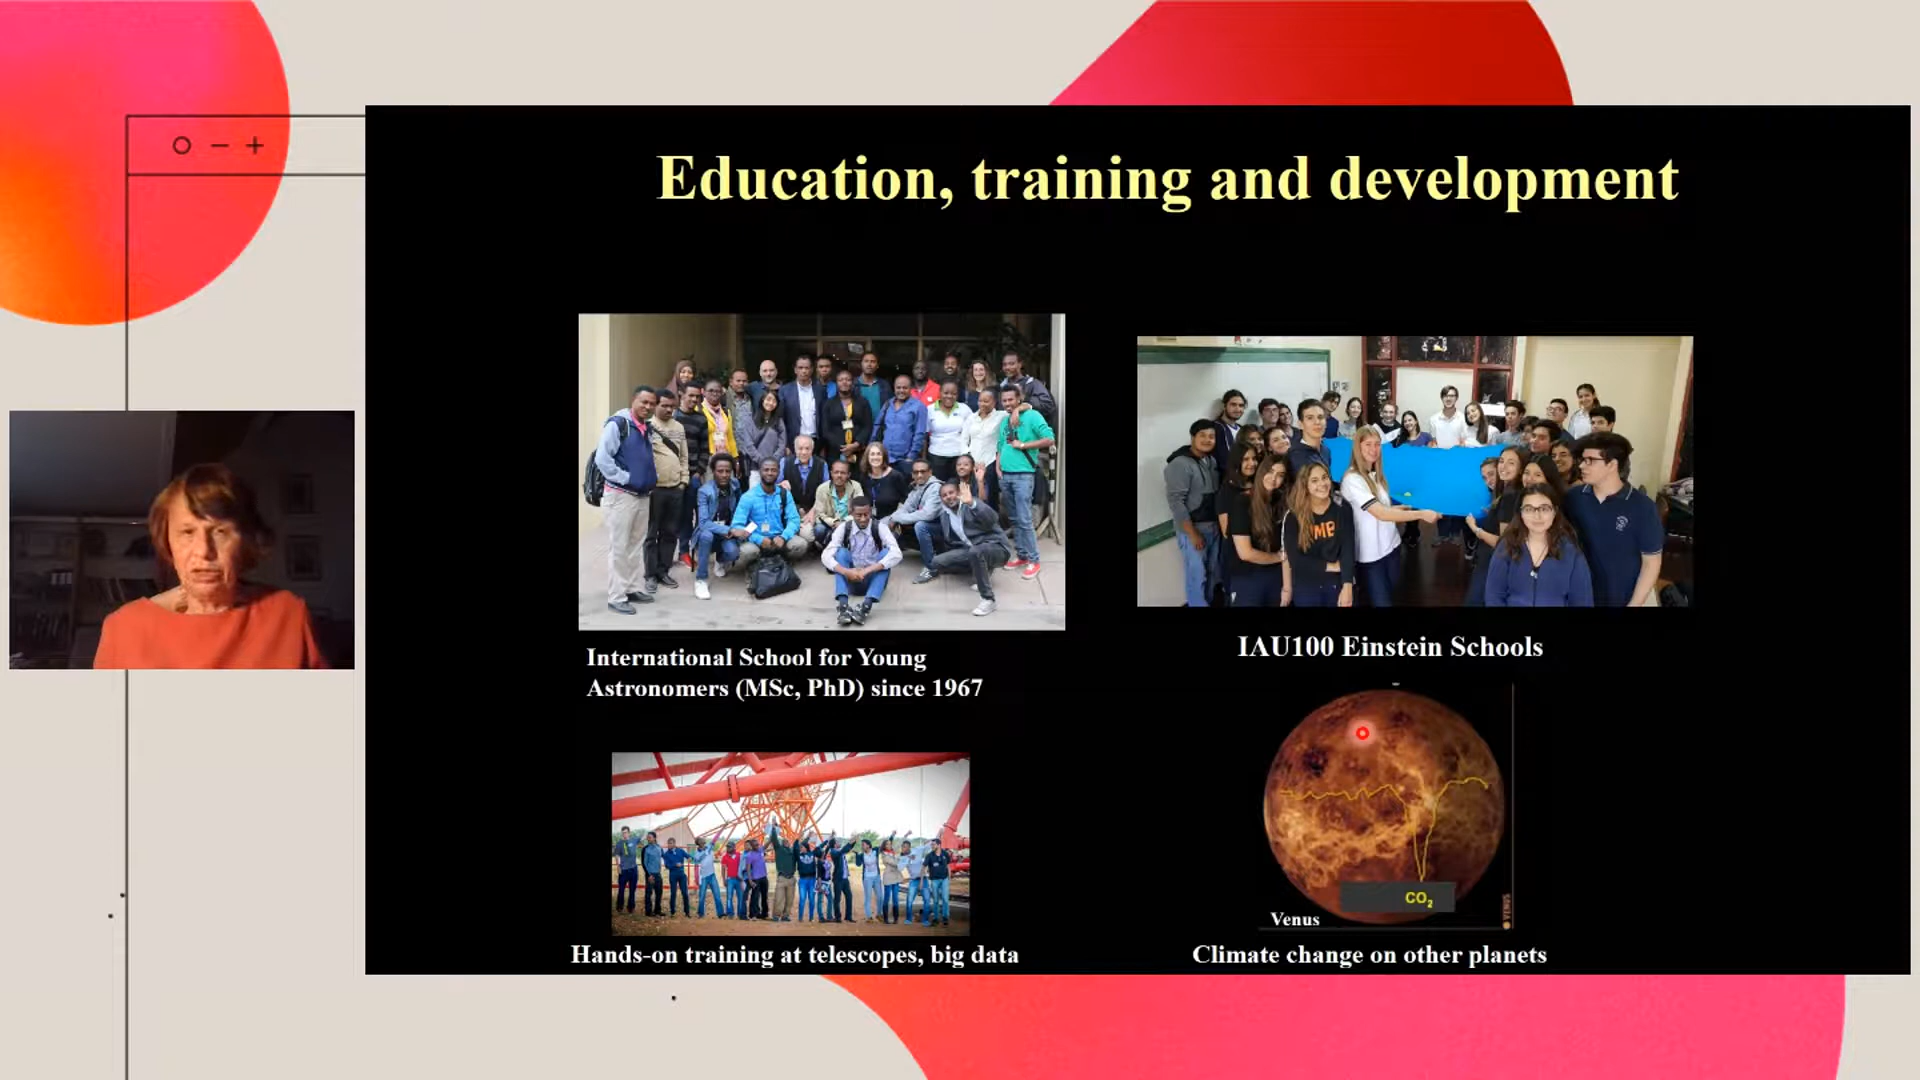 Education, training and development
International School for Young
Astronomers (MSc, PhD) since 1967
IAU100 Einstein Schools
CO₂
Venus
VENUS
Hands-on training at telescopes, big data
Climate change on other planets